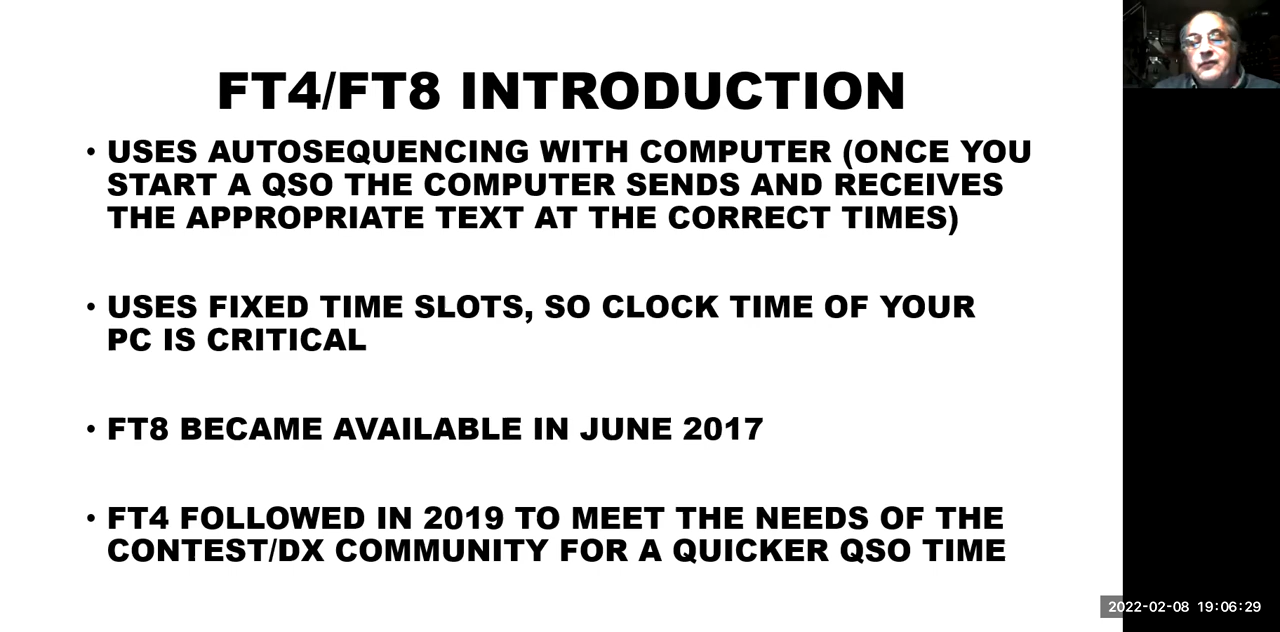 FT4/FT8 INTRODUCTION
• USES AUTOSEQUENCING WITH COMPUTER (ONCE YOU
START A QSO THE COMPUTER SENDS AND RECEIVES
THE APPROPRIATE TEXT AT THE CORRECT TIMES)
• USES FIXED TIME SLOTS, SO CLOCK TIME OF YOUR
PC IS CRITICAL
• FT8 BECAME AVAILABLE IN JUNE 2017
• FT4 FOLLOWED IN 2019 TO MEET THE NEEDS OF THE
CONTEST/DX COMMUNITY FOR A QUICKER QSO TIME
2022-02-08 19:06:29